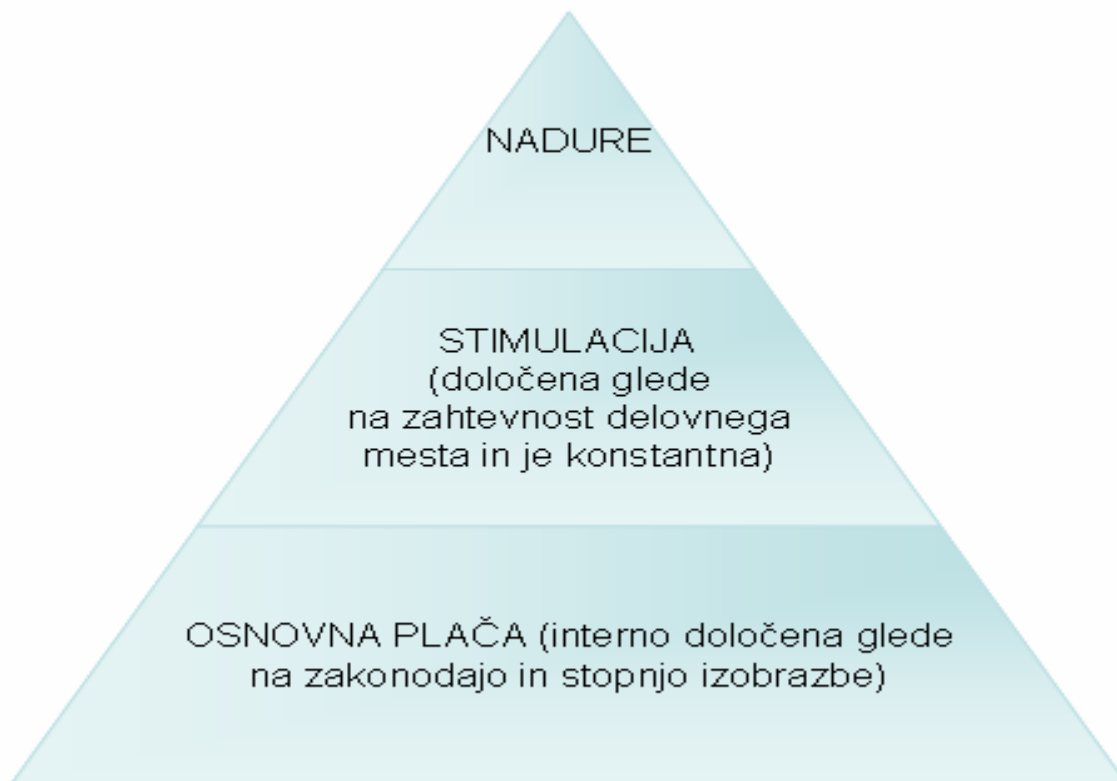 NADURE
STIMULACIJA
(določena glede
na zahtevnost delovnega
mesta in je konstantna)
OSNOVNA PLAČA (interno določena glede
na zakonodajo in stopnjo izobrazbe)